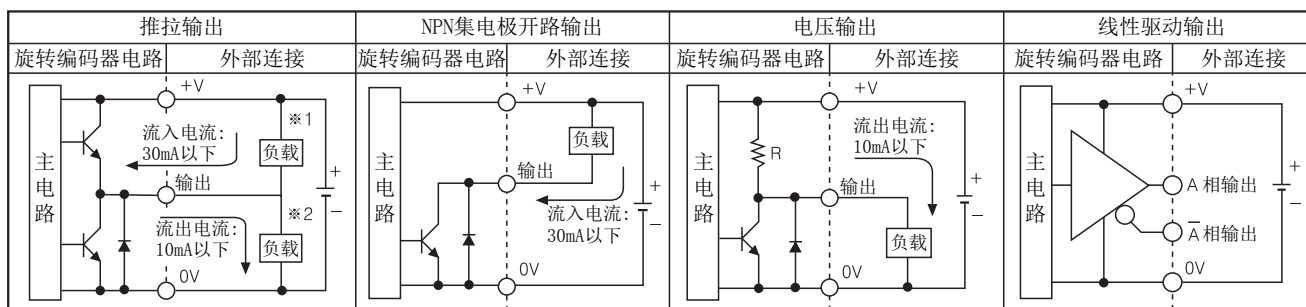 推拉输出
NPN集电极开路输出
电压输出
线性驱动输出
旋转编码器电路
外部连接
旋转编码器电路
外部连接
旋转编码器电路
外部连接
旋转编码器电路
外部连接
主电路
+V
※1
流入电流:
30mA以下
负载
输出
+
-
※2
流出电流:
10mA以下
负载
0V
主电路
+V
负载
输出
+
-
流入电流:
30mA以下
0V
主电路
+V
R
流出电流:
10mA以下
输出
+
-
负载
0V
主电路
+V
A 相输出
+
-
A̅ 相输出
0V